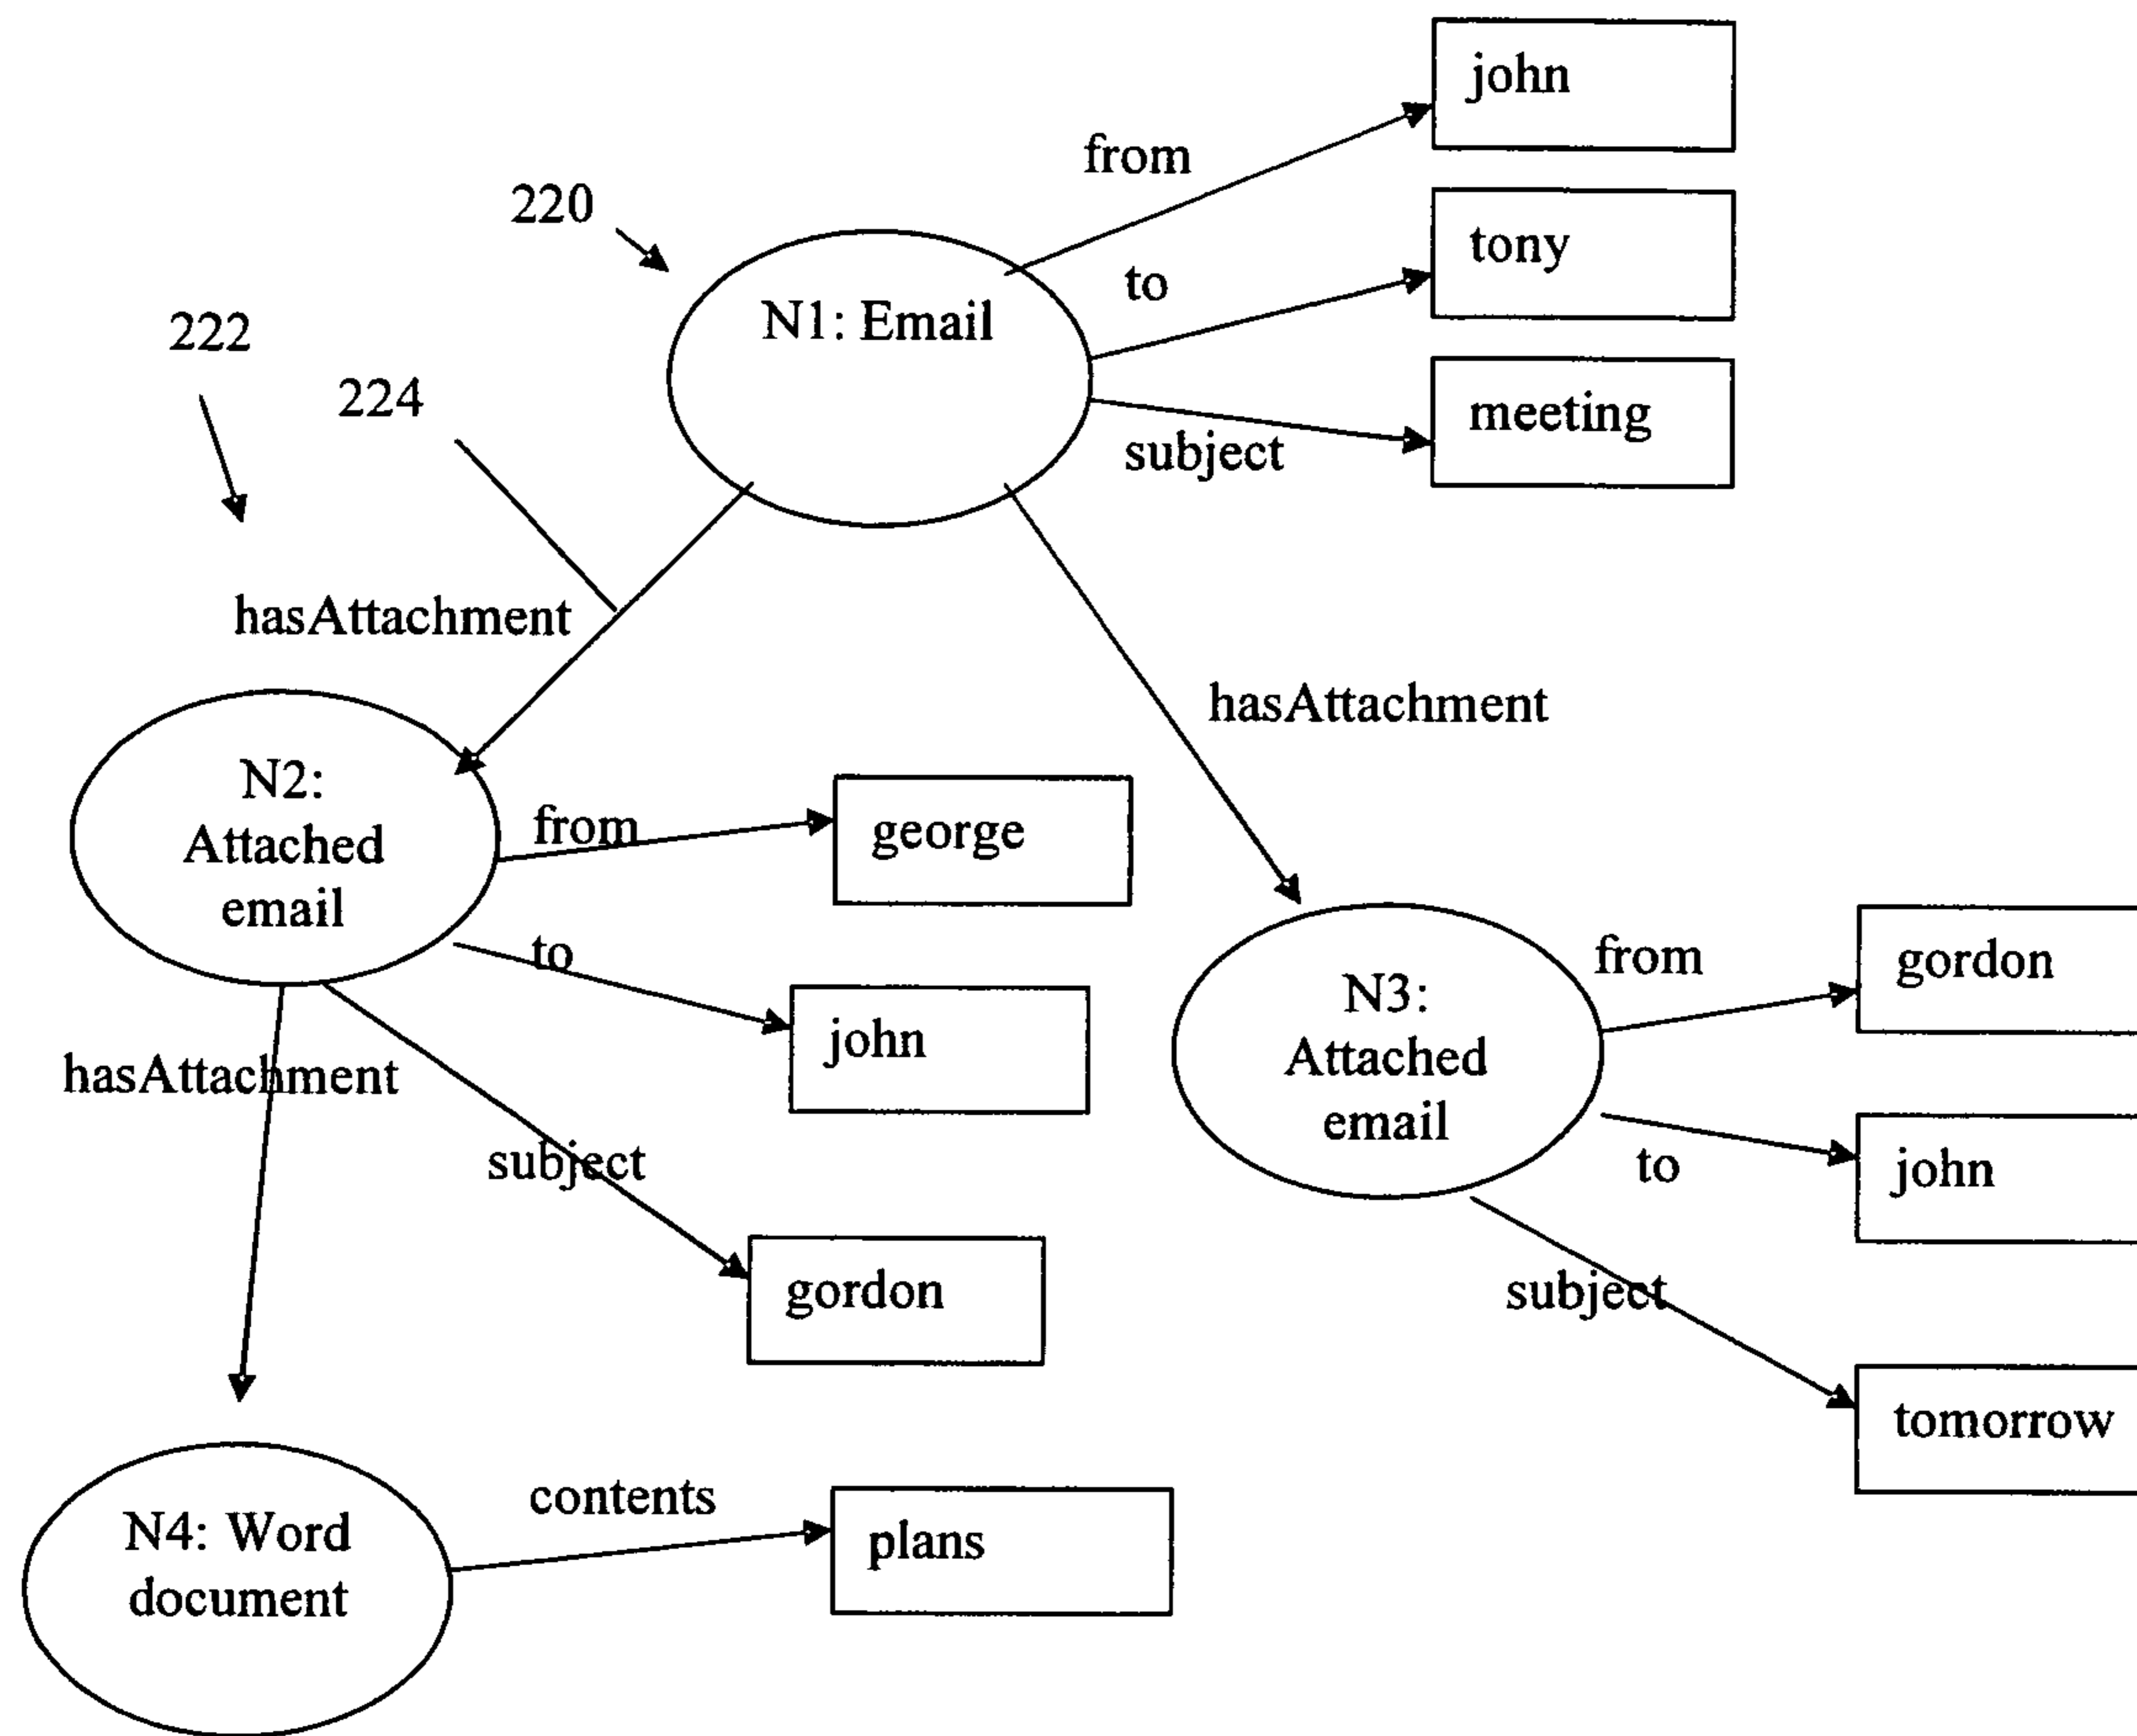 john
from
220
tony
to
N1: Email
222
224
meeting
subject
hasAttachment
hasAttachment
N2:
Attached
email
from
george
to
john
from
gordon
N3:
Attached
email
hasAttachment
to
john
subject
gordon
subject
tomorrow
contents
plans
N4: Word
document